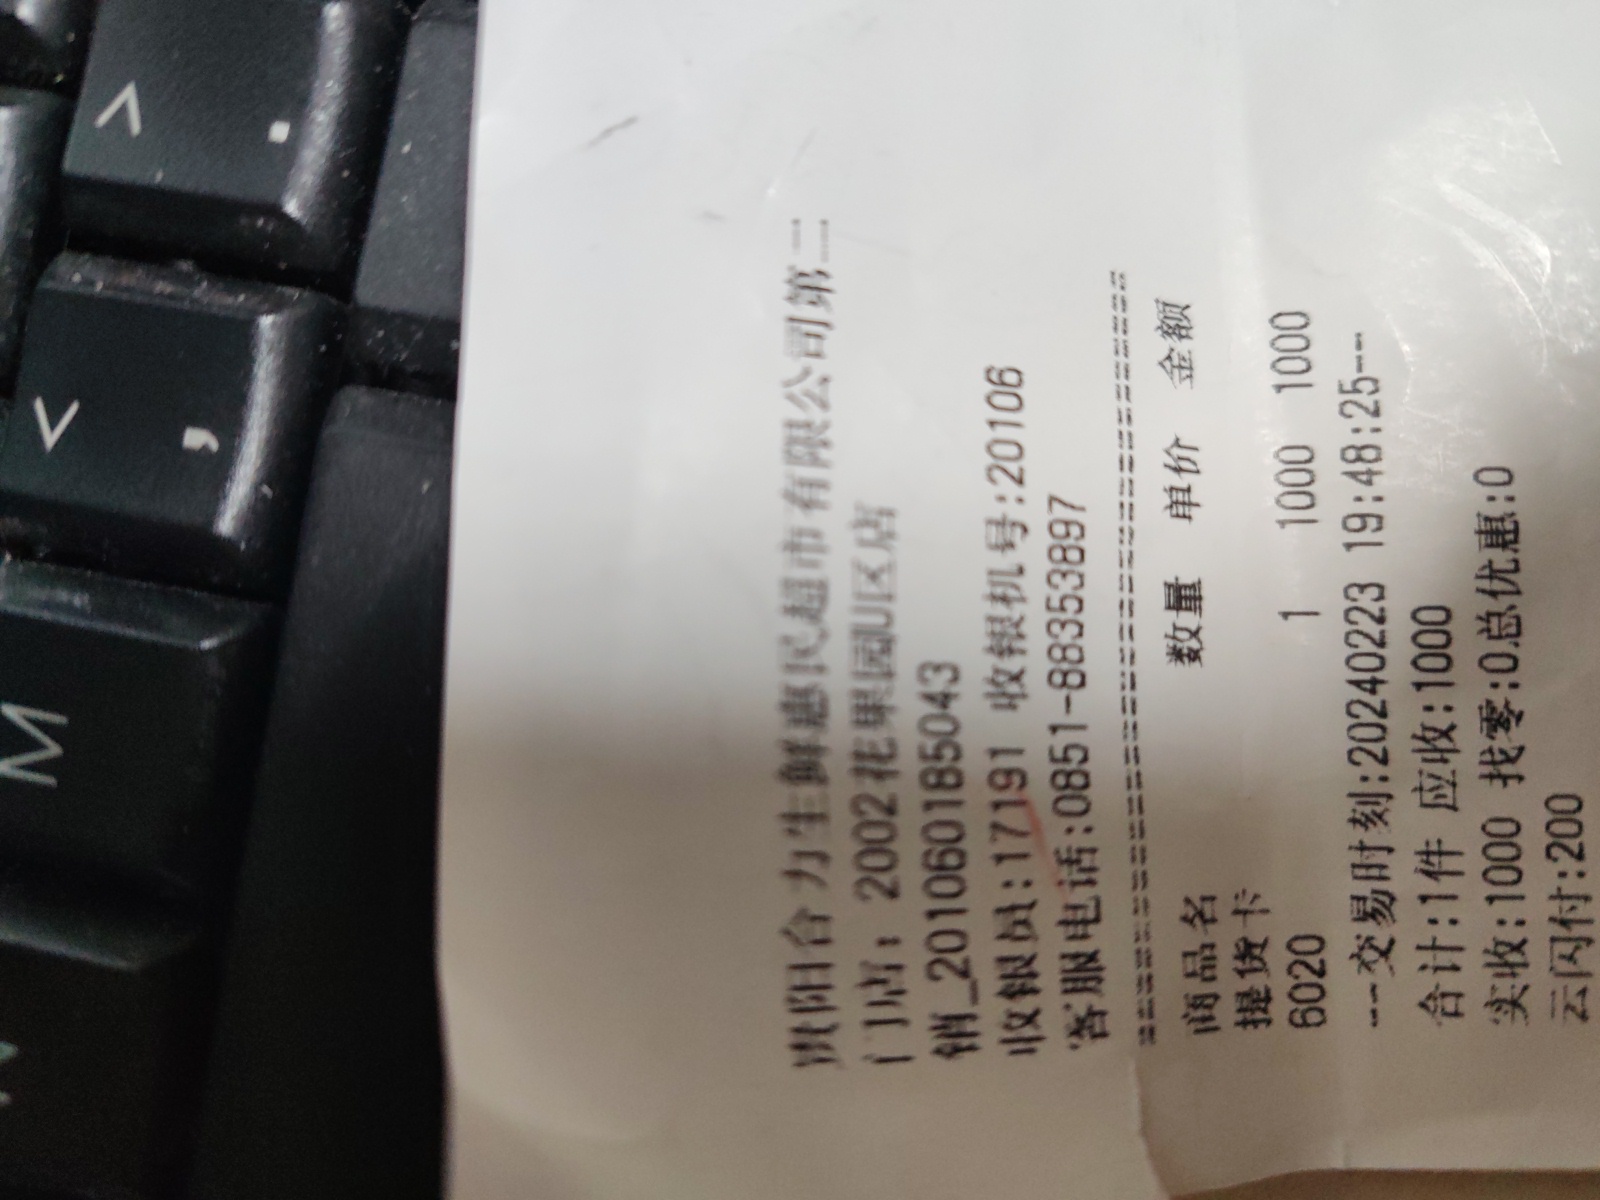 贵阳合力生鲜惠民超市有限公司第二
门店: 2002花果园U区店
销_201060185043
收银员:17191 收银机号:20106
客服电话:0851-88353897
商品名 数量 单价 金额
提货卡
6020 1 1000 1000
---交易时刻:20240223 19:48:25---
合计:1件 应收:1000
实收:1000 找零:0总优惠:0
云闪付:200
>
.
<
,
M
N